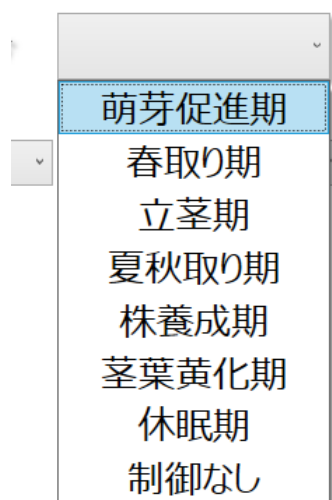 萌芽促進期
春取り期
立茎期
夏秋取り期
株養成期
茎葉黄化期
休眠期
制御なし